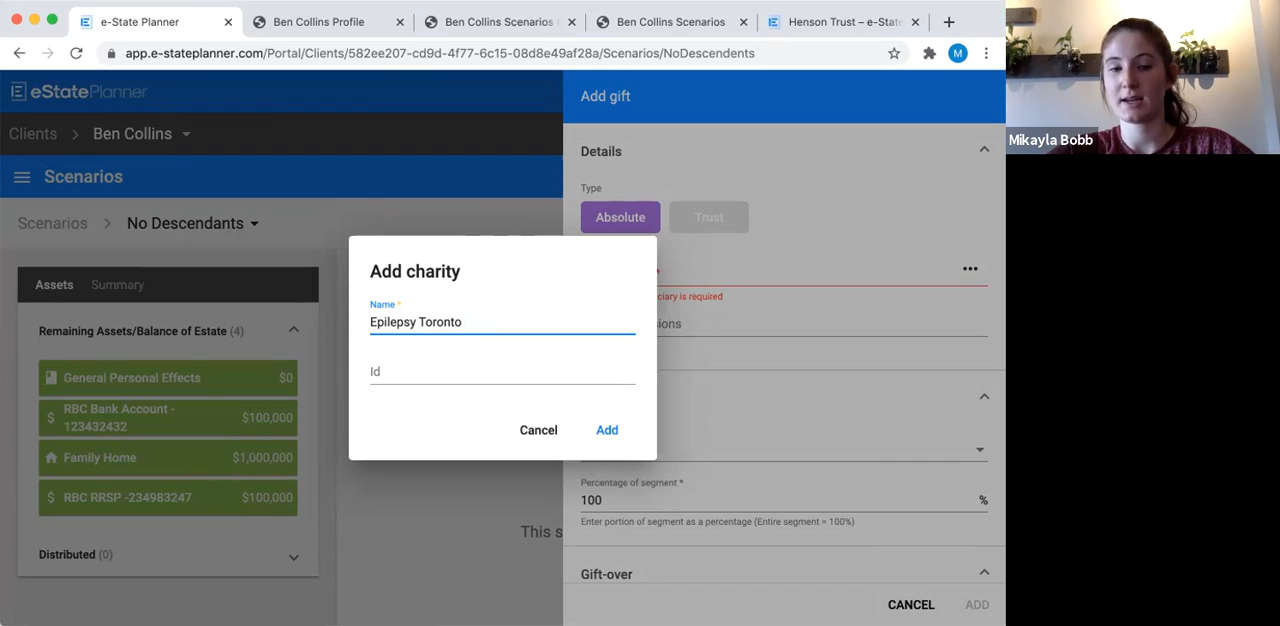 e-State Planner
Ben Collins Profile
Ben Collins Scenarios
Ben Collins Scenarios
Henson Trust – e-State
app.e-stateplanner.com/Portal/Clients/582ee207-cd9d-4f77-6c15-08d8e49af28a/Scenarios/NoDescendents
M
eStatePlanner
Add gift
Mikayla Bobb
Clients > Ben Collins
Details
Scenarios
Type
Absolute
Trust
Scenarios > No Descendants
Add charity
Assets
Summary
Name *
Epilepsy Toronto
ciary is required
Remaining Assets/Balance of Estate (4)
sions
General Personal Effects
$0
Id
RBC Bank Account -
123432432
$100,000
Cancel
Add
Family Home
$1,000,000
Percentage of segment *
RBC RRSP -234983247
$100,000
100
%
Enter portion of segment as a percentage (Entire segment = 100%)
This s
Distributed (0)
Gift-over
CANCEL
ADD